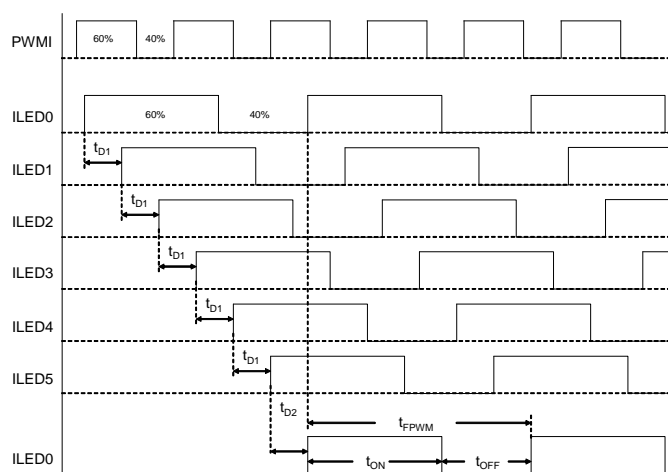 PWMI
60%
40%
ILED0
60%
40%
tD1
ILED1
tD1
ILED2
tD1
ILED3
tD1
ILED4
tD1
ILED5
tD2
tFPWM
ILED0
tON
tOFF